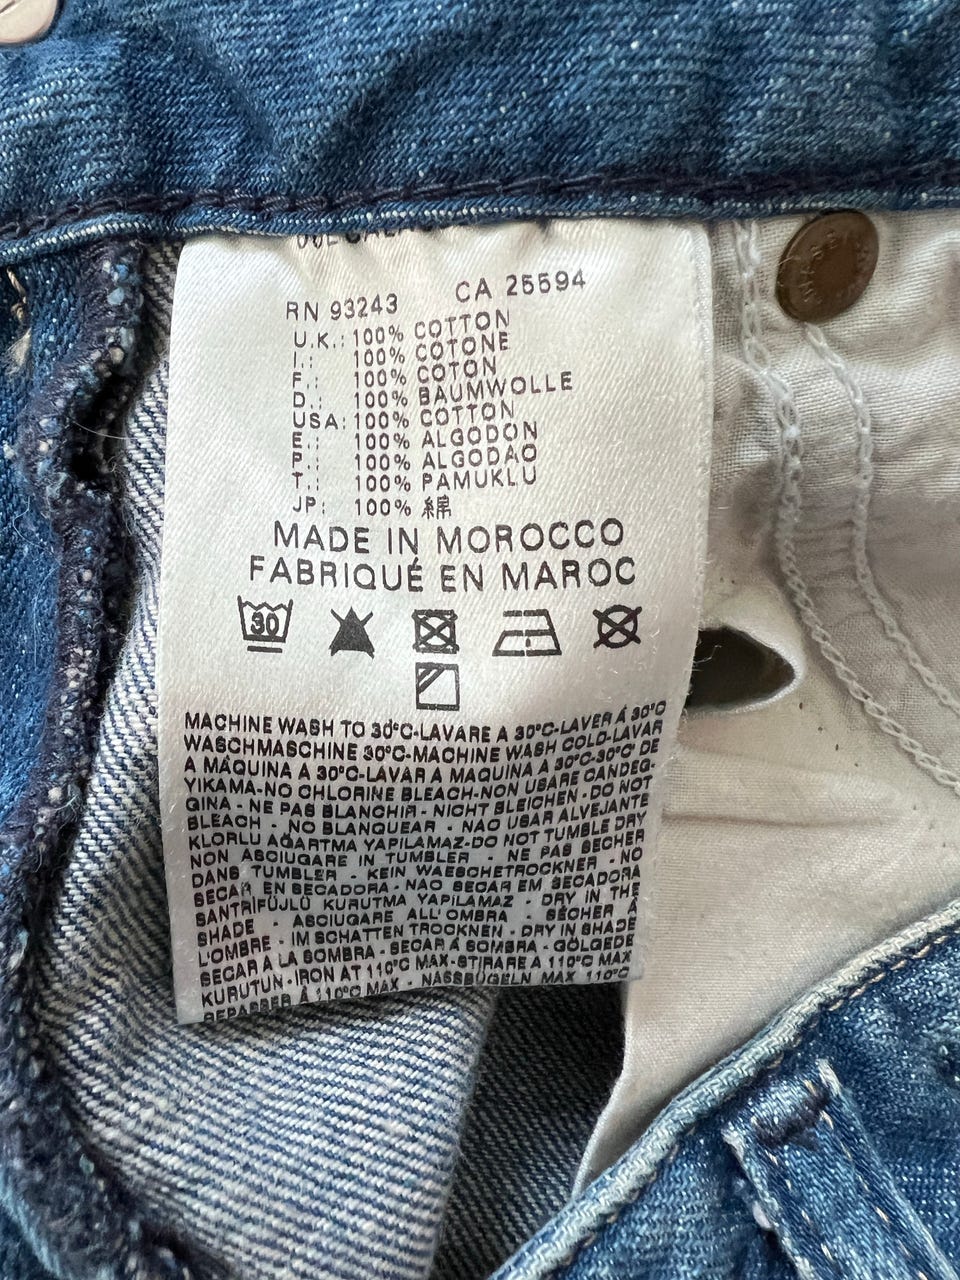 RN 93243 CA 25594
U.K.: 100% COTTON
I.: 100% COTONE
F.: 100% COTON
D.: 100% BAUMWOLLE
USA: 100% COTTON
E.: 100% ALGODON
P.: 100% ALGODAO
T.: 100% PAMUKLU
JP: 100% 綿
MADE IN MOROCCO
FABRIQUÉ EN MAROC
30
MACHINE WASH TO 30°C-LAVARE A 30°C-LAVER Á 30°C
WASCHMASCHINE 30°C-MACHINE WASH COLD-LAVAR
A MÁQUINA A 30°C-LAVAR A MAQUINA A 30°C-30°C' DE
YIKAMA-NO CHLORINE BLEACH-NON USARE CANDEG-
GINA - NE PAS BLANCHIR - NICHT BLEICHEN - DO NOT
BLEACH - NO BLANQUEAR - NAO USAR ALVEJANTE
KLORLU AĞARTMA YAPILAMAZ-DO NOT TUMBLE DRY
NON ASCIUGARE IN TUMBLER - NE PAS SECHER
DANS TUMBLER - KEIN WAESCHETROCKNER - NO
SECAR EN SECADORA - NAO SECAR EM SECADORA
SANTRİFÜJLÜ KURUTMA YAPILAMAZ - DRY IN THE
SHADE - ASCIUGARE ALL'OMBRA - SÉCHER Á
L'OMBRE - IM SCHATTEN TROCKNEN - DRY IN SHADE
SECAR A LA SOMBRA - SECAR Á SOMBRA - GÖLGEDE
KURUTUN - IRON AT 110°C MAX-STIRARE A 110°C MAX
REPASSER Á 110°C MAX - NASSBÜGELN MAX 110°C